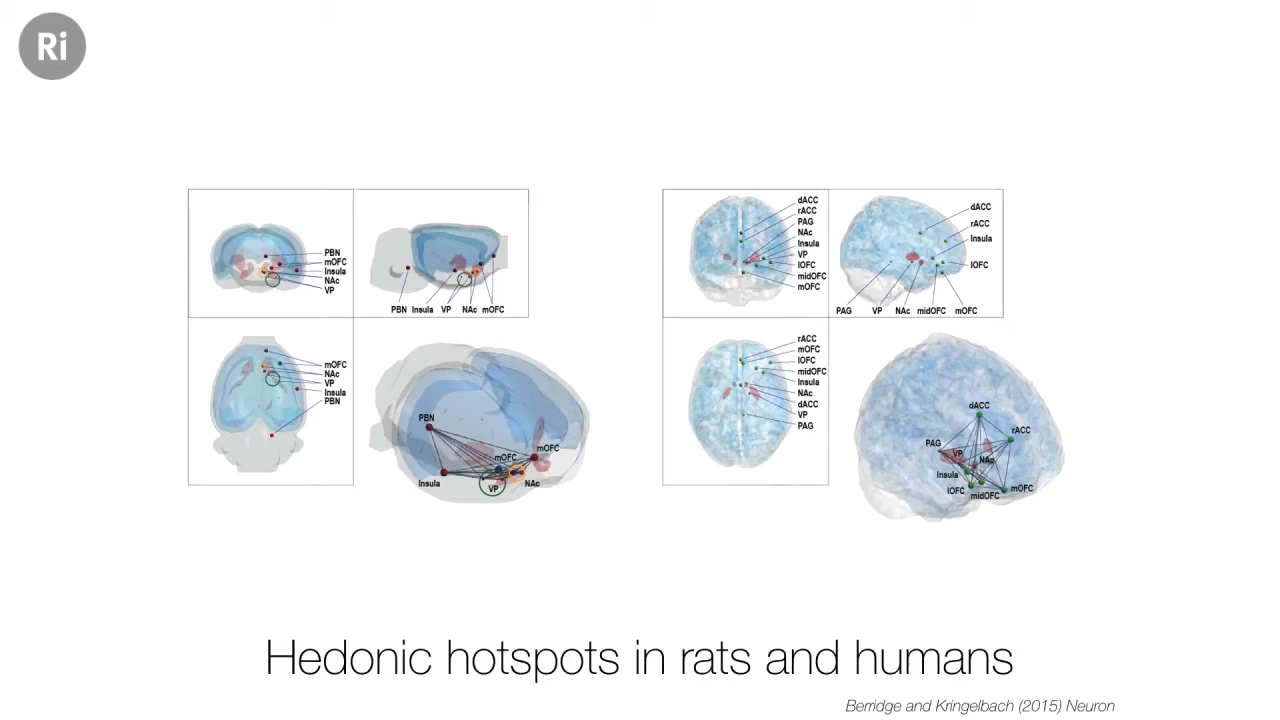 Ri
PBN
mOFC
Insula
NAc
VP
PBN Insula VP NAc mOFC
mOFC
NAc
VP
Insula
PBN
PBN
mOFC
mOFC
Insula
VP
NAc
dACC
rACC
PAG
NAc
Insula
VP
lOFC
midOFC
mOFC
dACC
rACC
Insula
lOFC
PAG VP NAc midOFC mOFC
rACC
mOFC
lOFC
midOFC
Insula
NAc
dACC
VP
PAG
dACC
rACC
PAG
VP
NAc
Insula
lOFC
midOFC
mOFC
Hedonic hotspots in rats and humans
Berridge and Kringelbach (2015) Neuron